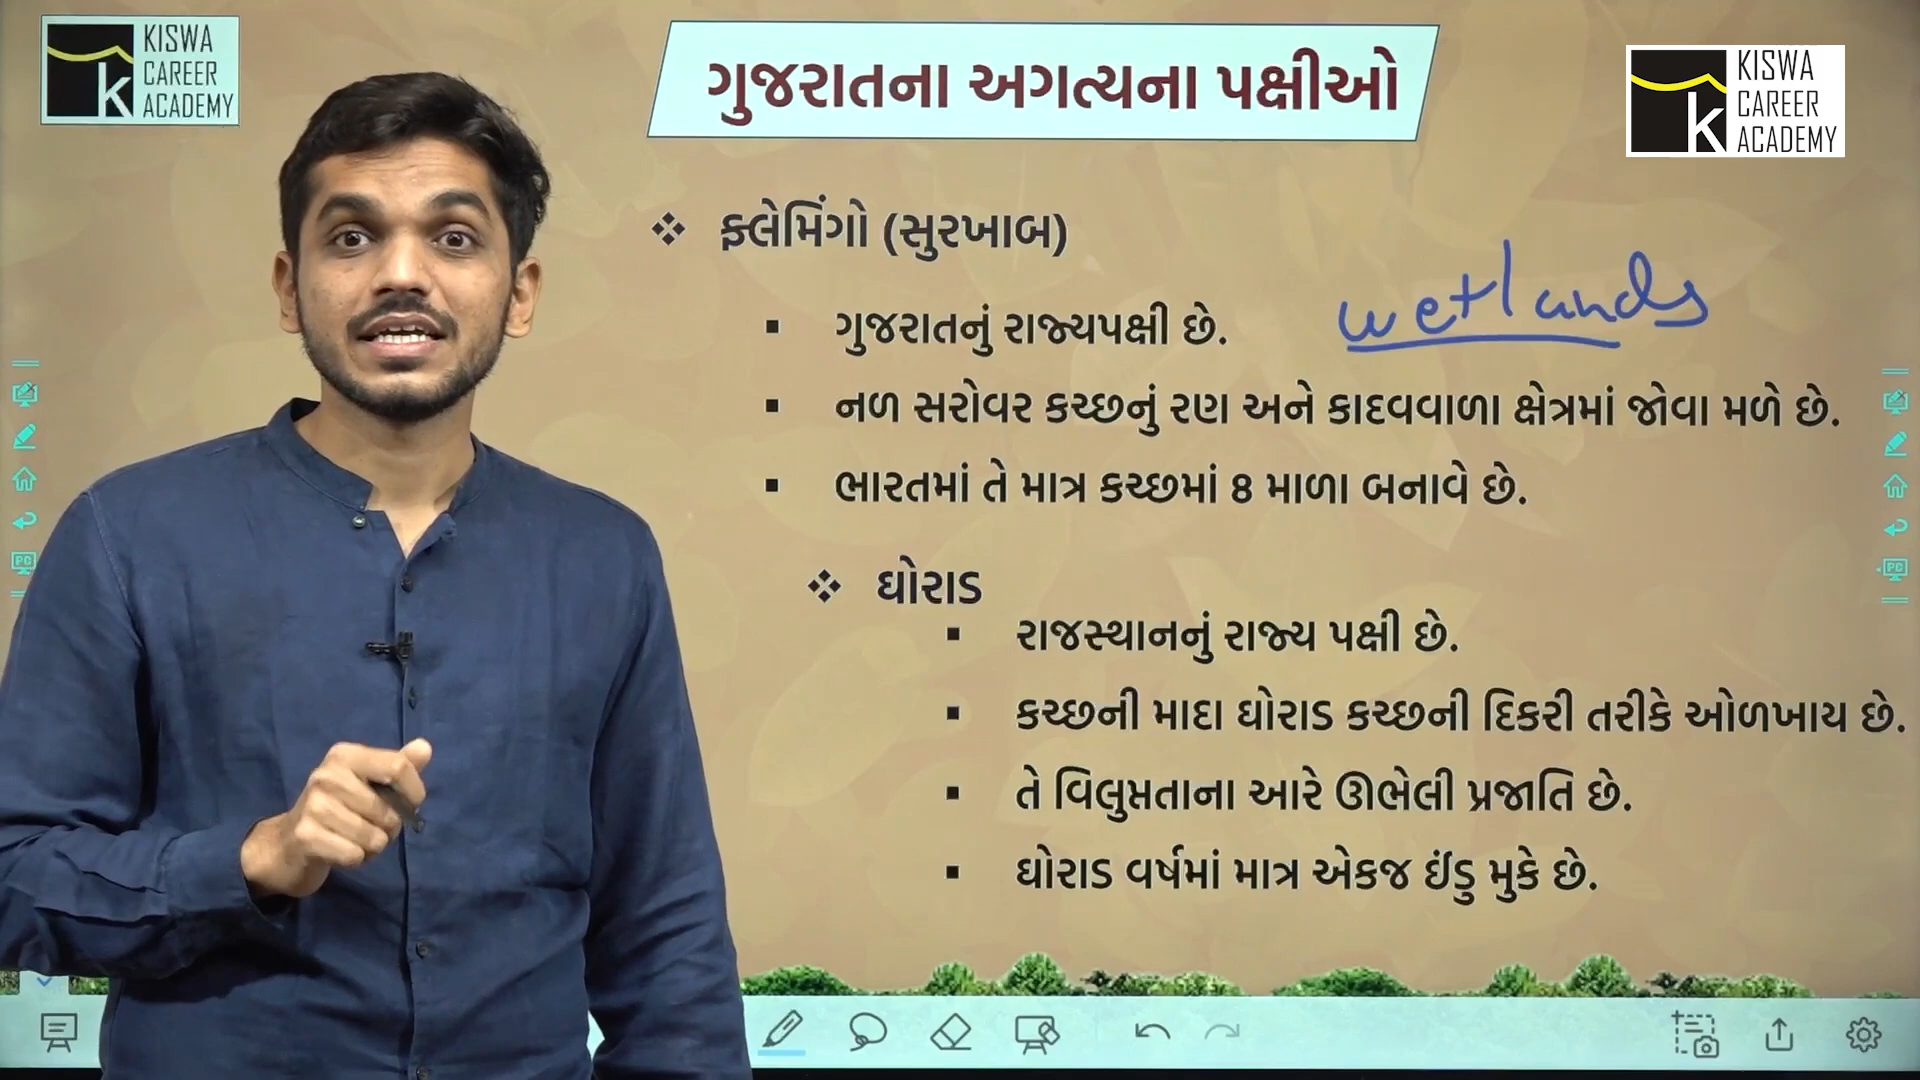 KISWA
CAREER
ACADEMY
ગુજરાતના અગત્યના પક્ષીઓ
KISWA
CAREER
ACADEMY
ફ્લેમિંગો (સુરખાબ)
wetlands
ગુજરાતનું રાજ્યપક્ષી છે.
નળ સરોવર કચ્છનું રણ અને કાદવવાળા ક્ષેત્રમાં જોવા મળે છે.
ભારતમાં તે માત્ર કચ્છમાં 8 માળા બનાવે છે.
ઘોરાડ
રાજસ્થાનનું રાજ્ય પક્ષી છે.
કચ્છની માદા ઘોરાડ કચ્છની દિકરી તરીકે ઓળખાય છે.
તે વિલુપ્તતાના આરે ઊભેલી પ્રજાતિ છે.
ઘોરાડ વર્ષમાં માત્ર એકજ ઈંડુ મુકે છે.
PC
PC